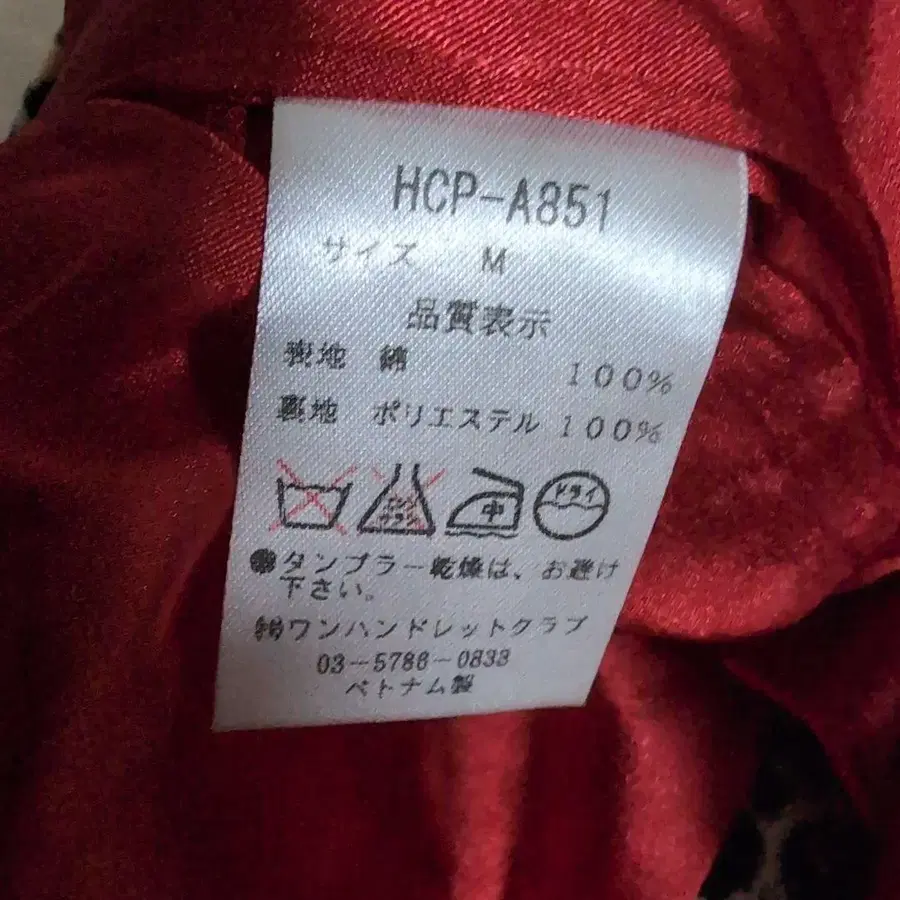 HCP-A851
サイズ M
品質表示
表地 綿 100%
裏地 ポリエステル 100%
中 ドライ
●タンブラー乾燥は、お避け
下さい。
㈱ワンハンドレットクラブ
03-5786-0833
ベトナム製